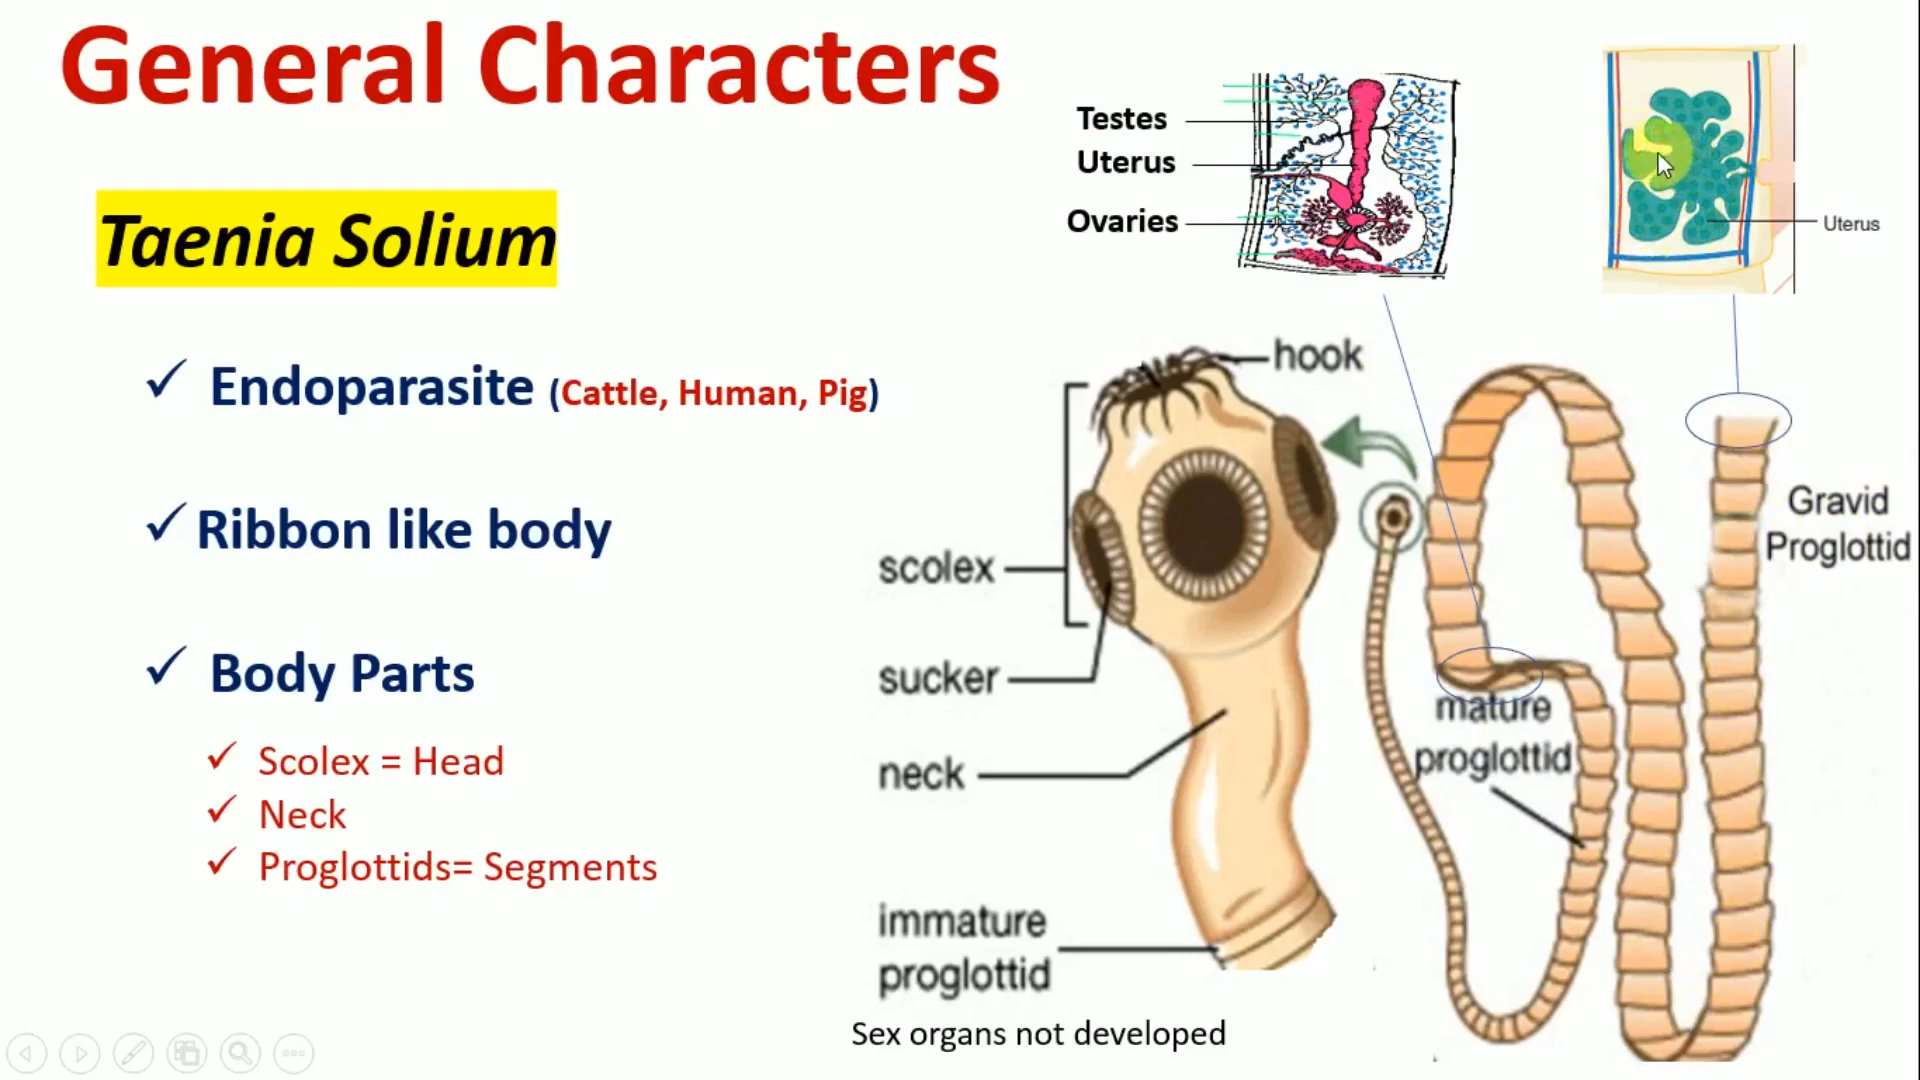 General Characters
Taenia Solium
✓ Endoparasite (Cattle, Human, Pig)
✓ Ribbon like body
✓ Body Parts
✓ Scolex = Head
✓ Neck
✓ Proglottids= Segments
Testes
Uterus
Ovaries
Uterus
hook
scolex
sucker
neck
immature
proglottid
Sex organs not developed
mature
proglottid
Gravid
Proglottid